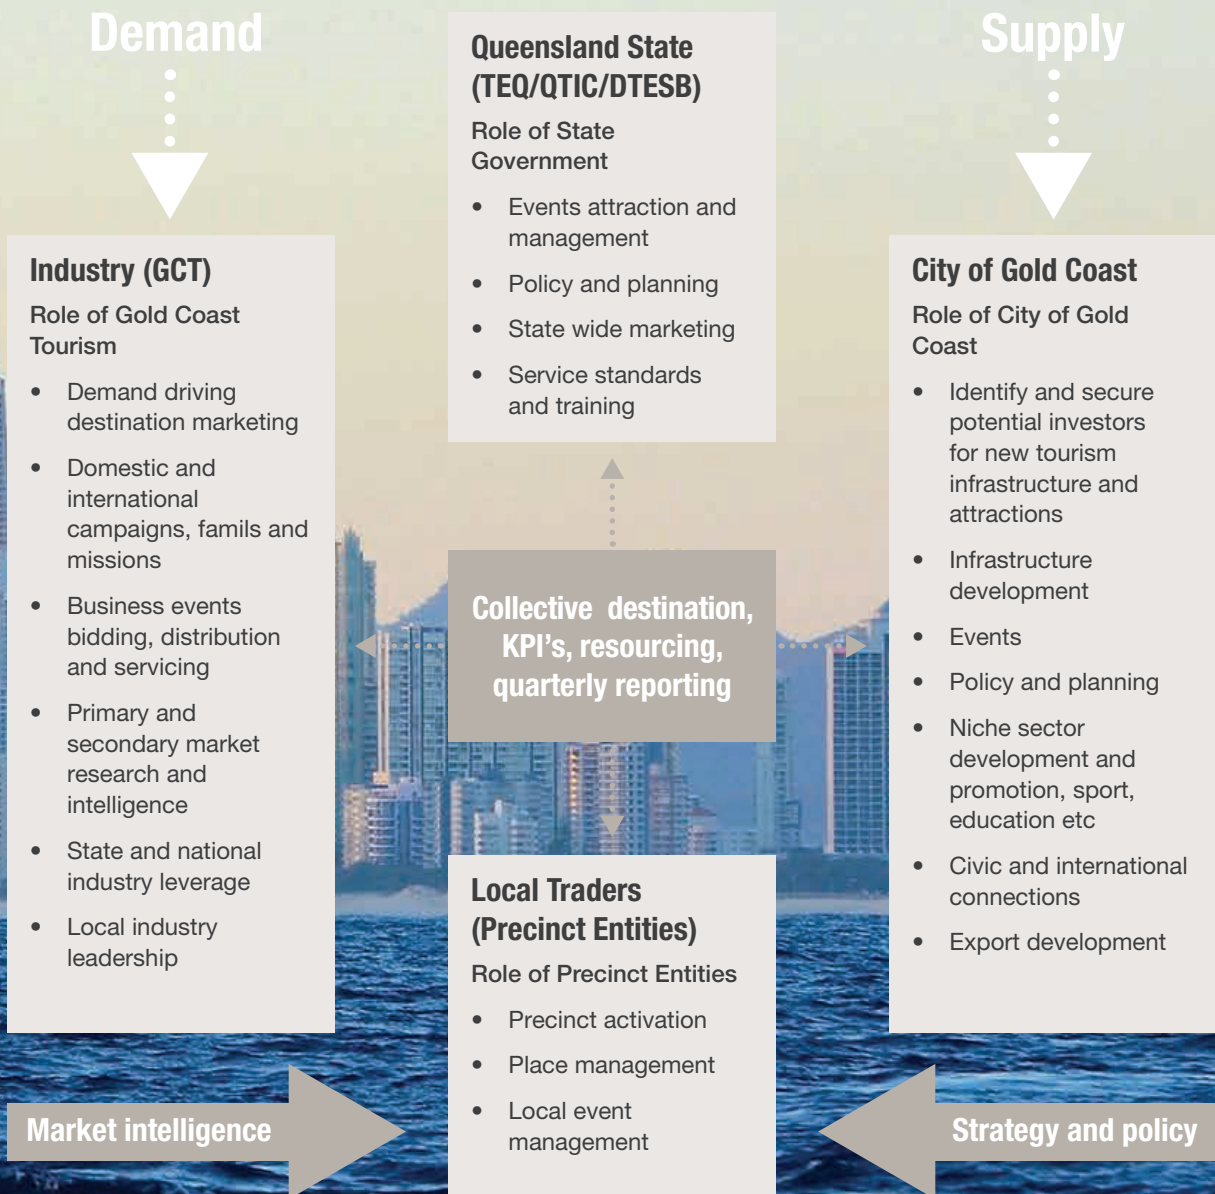 Demand
Supply
Queensland State
(TEQ/QTIC/DTESB)
Role of State
Government
• Events attraction and
management
• Policy and planning
• State wide marketing
• Service standards
and training
Industry (GCT)
Role of Gold Coast
Tourism
• Demand driving
destination marketing
• Domestic and
international
campaigns, famils and
missions
• Business events
bidding, distribution
and servicing
• Primary and
secondary market
research and
intelligence
• State and national
industry leverage
• Local industry
leadership
Collective destination,
KPI’s, resourcing,
quarterly reporting
City of Gold Coast
Role of City of Gold
Coast
• Identify and secure
potential investors
for new tourism
infrastructure and
attractions
• Infrastructure
development
• Events
• Policy and planning
• Niche sector
development and
promotion, sport,
education etc
• Civic and international
connections
• Export development
Local Traders
(Precinct Entities)
Role of Precinct Entities
• Precinct activation
• Place management
• Local event
management
Market intelligence
Strategy and policy